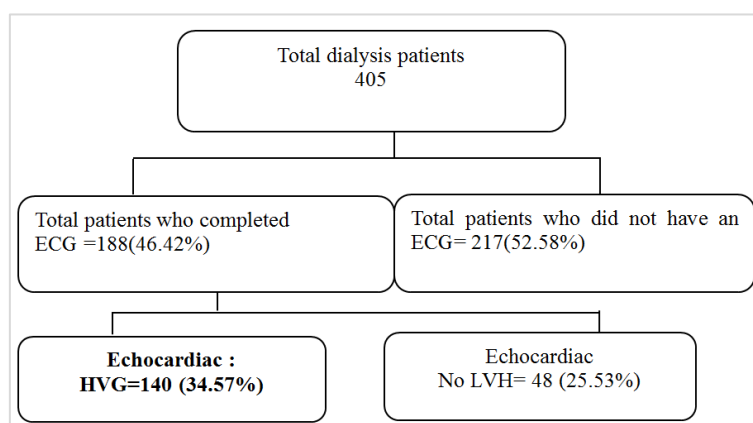 Total dialysis patients
405
Total patients who completed
ECG =188(46.42%)
Total patients who did not have an
ECG= 217(52.58%)
Echocardiac :
HVG=140 (34.57%)
Echocardiac
No LVH= 48 (25.53%)